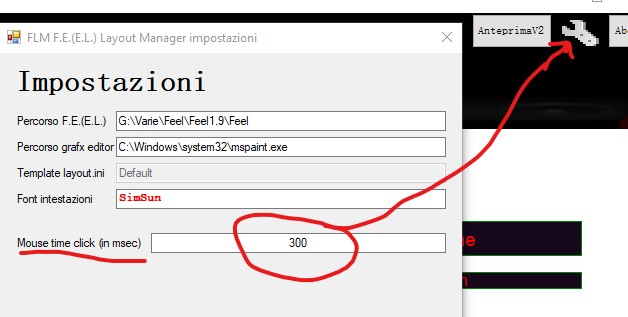 FLM F.E.(E.L.) Layout Manager impostazioni
AnteprimaV2
Impostazioni
Percorso F.E.(E.L.) G:\Varie\Feel\Feel1.9\Feel
Percorso grafx editor C:\Windows\system32\mspaint.exe
Template layout.ini Default
Font intestazioni SimSun
Mouse time click (in msec) 300